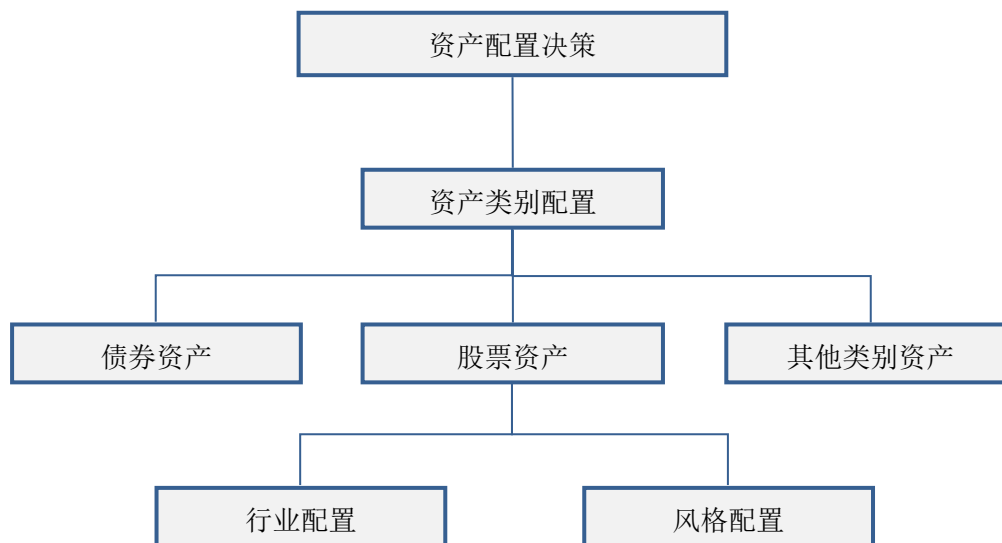 资产配置决策
资产类别配置
债券资产
股票资产
其他类别资产
行业配置
风格配置